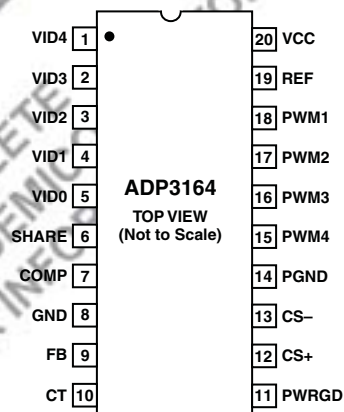 VID4 1
VID3 2
VID2 3
VID1 4
VID0 5
SHARE 6
COMP 7
GND 8
FB 9
CT 10
ADP3164
TOP VIEW
(Not to Scale)
20 VCC
19 REF
18 PWM1
17 PWM2
16 PWM3
15 PWM4
14 PGND
13 CS–
12 CS+
11 PWRGD